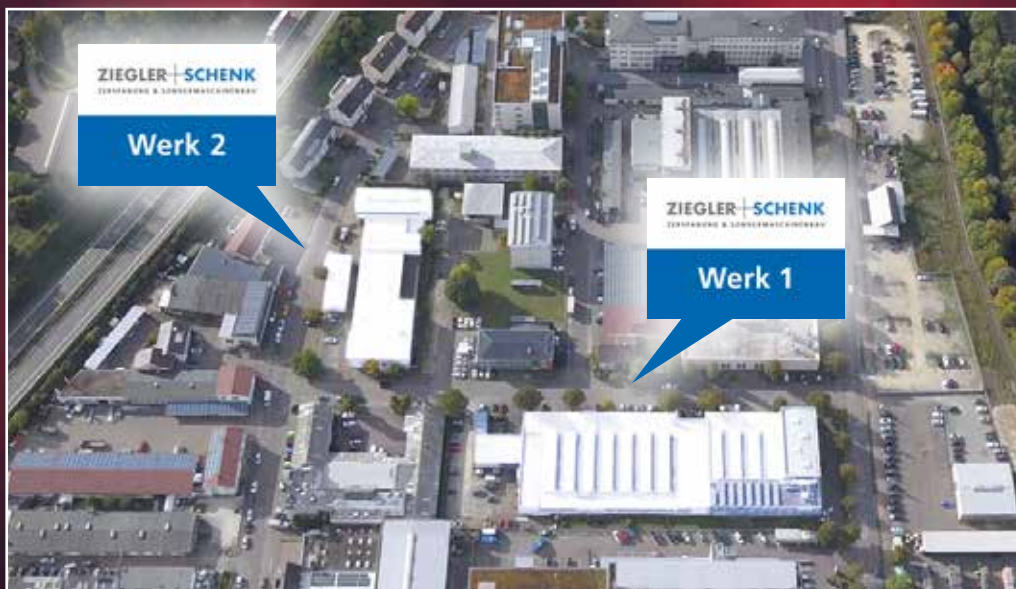 ZIEGLER SCHENK
ZERSPANUNG & SONDERMASCHINENBAU
Werk 2
ZIEGLER SCHENK
ZERSPANUNG & SONDERMASCHINENBAU
Werk 1